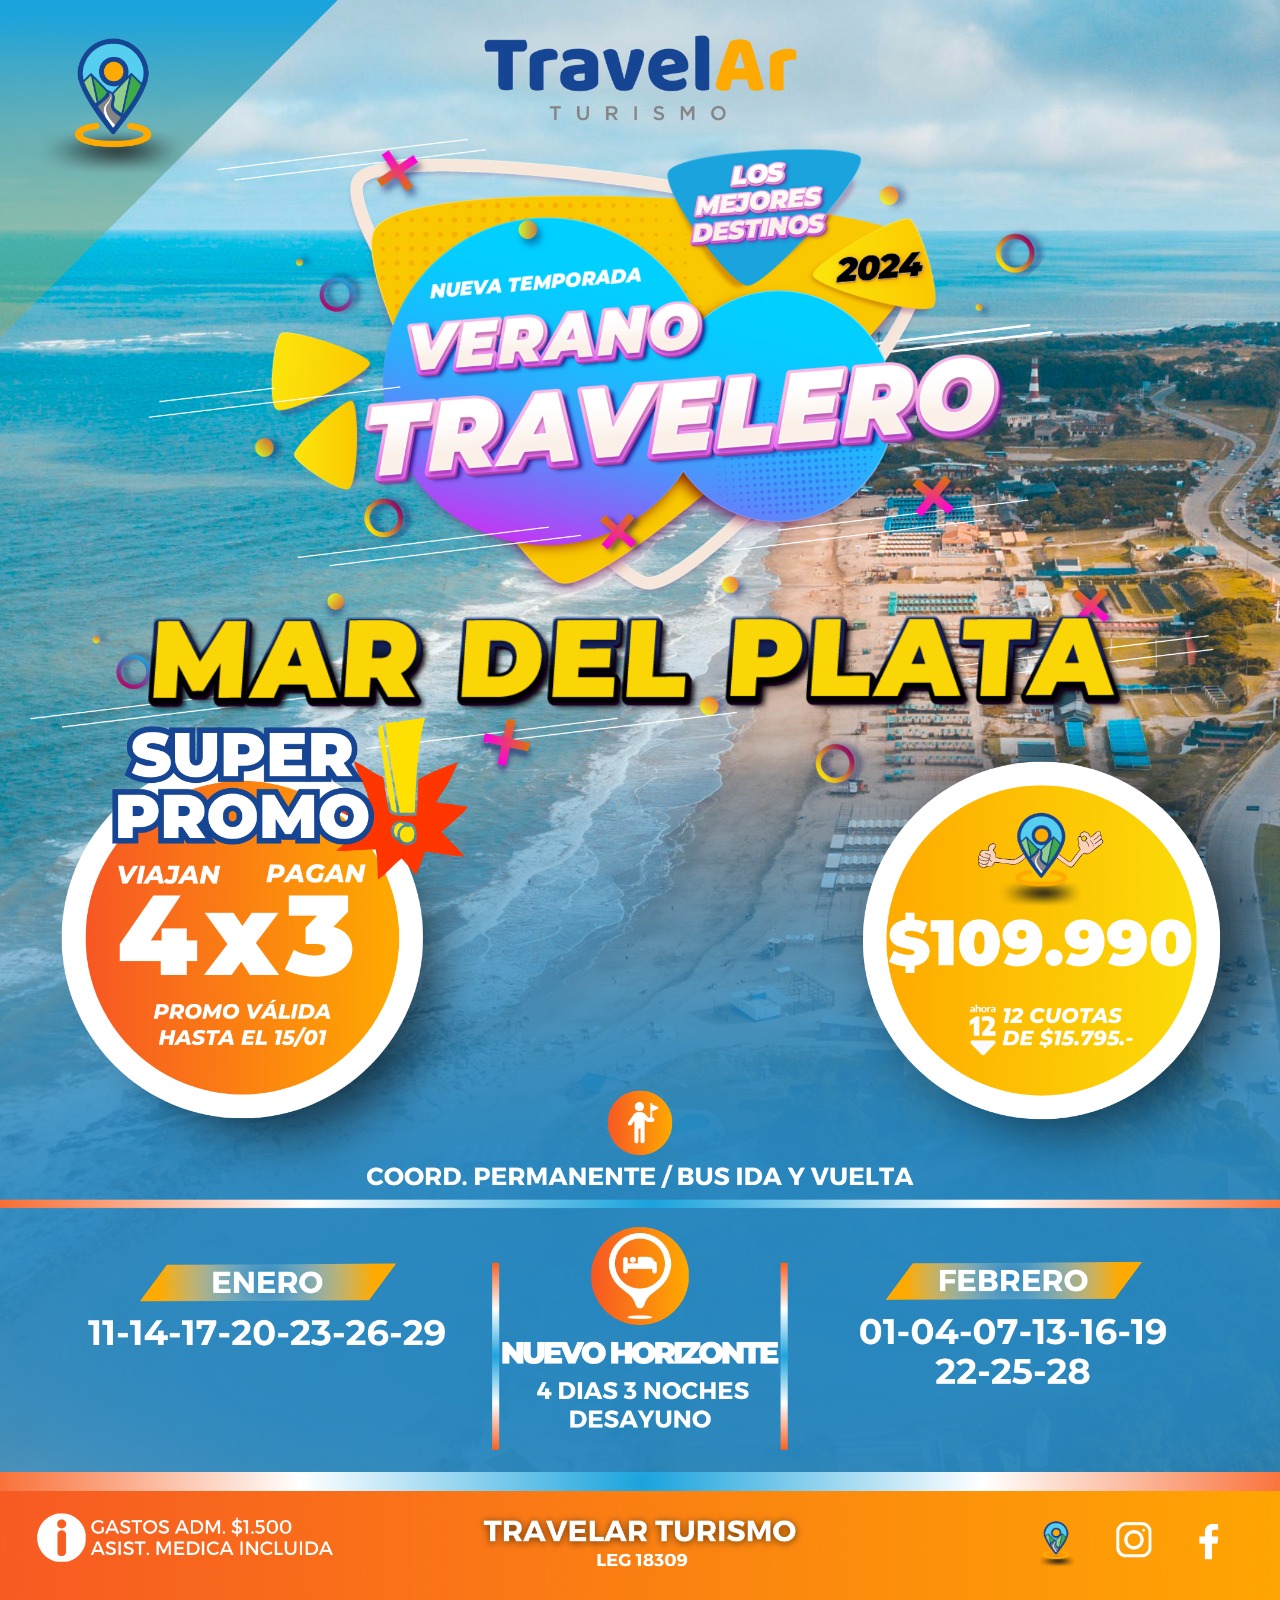 TravelAr
TURISMO
LOS
MEJORES
DESTINOS
2024
NUEVA TEMPORADA
VERANO
TRAVELERO
MAR DEL PLATA
SUPER
PROMO!
VIAJAN PAGAN
4x3
PROMO VÁLIDA
HASTA EL 15/01
$109.990
ahora
12
12 CUOTAS
DE $15.795.-
COORD. PERMANENTE / BUS IDA Y VUELTA
ENERO
11-14-17-20-23-26-29
NUEVO HORIZONTE
4 DIAS 3 NOCHES
DESAYUNO
FEBRERO
01-04-07-13-16-19
22-25-28
i
GASTOS ADM. $1.500
ASIST. MEDICA INCLUIDA
TRAVELAR TURISMO
LEG 18309